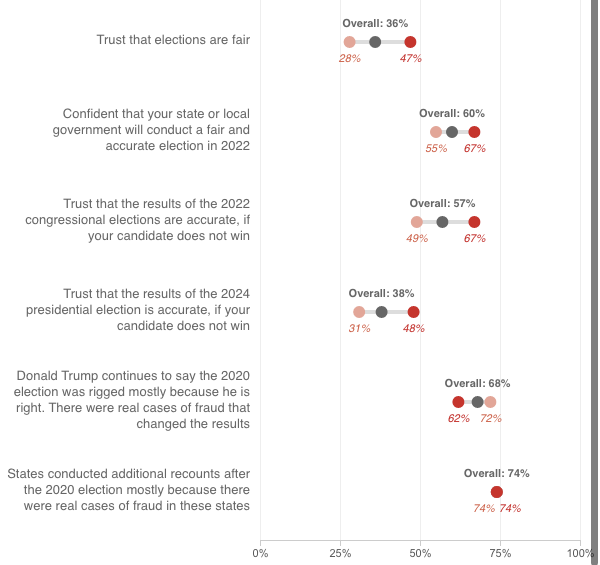 Overall: 36%
Trust that elections are fair
28% 47%
Overall: 60%
Confident that your state or local
government will conduct a fair and
accurate election in 2022
55% 67%
Overall: 57%
Trust that the results of the 2022
congressional elections are accurate, if
your candidate does not win
49% 67%
Overall: 38%
Trust that the results of the 2024
presidential election is accurate, if your
candidate does not win
31% 48%
Donald Trump continues to say the 2020
election was rigged mostly because he is
right. There were real cases of fraud that
changed the results
Overall: 68%
62% 72%
States conducted additional recounts after
the 2020 election mostly because there
were real cases of fraud in these states
Overall: 74%
74% 74%
0% 25% 50% 75% 100%